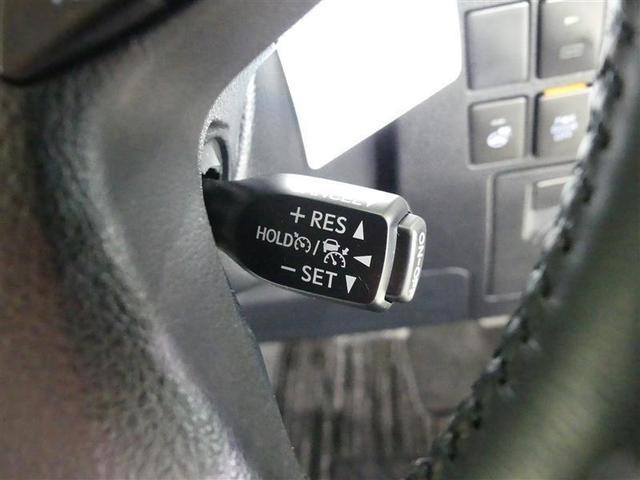 CANCEL
+ RES ▲
HOLD / ◀
− SET ▼
ON-OFF